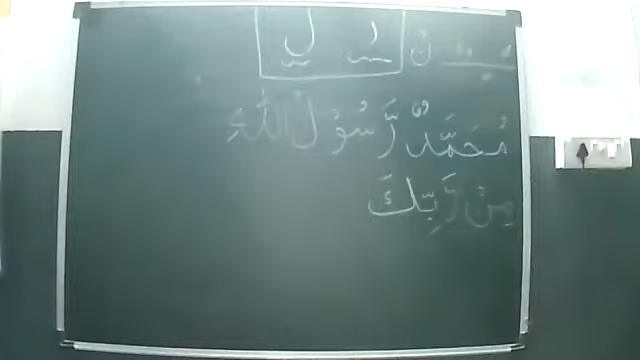 ن ر ل
مُحَمَّدٌ رَّسُوْلُ اللّٰهِ
مِنْ رَّبِّكَ